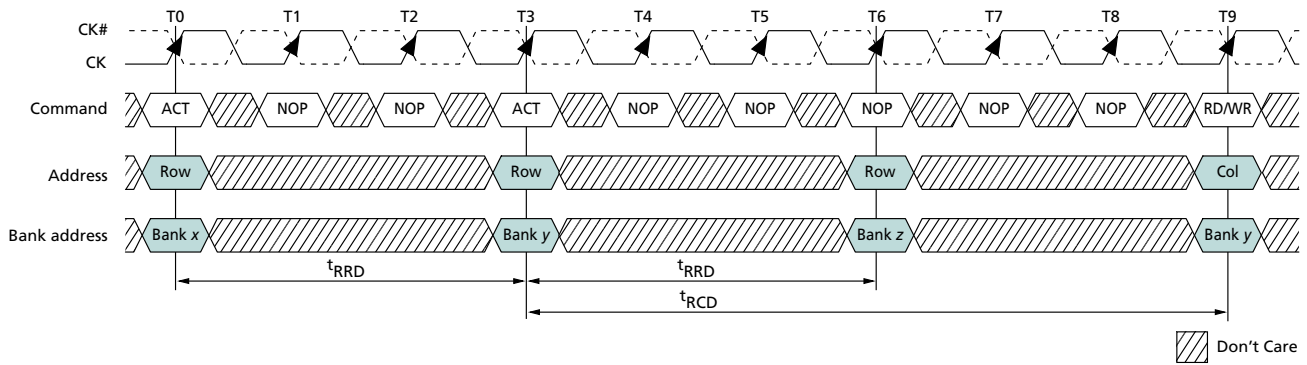 T0 T1 T2 T3 T4 T5 T6 T7 T8 T9
CK#
CK
Command ACT NOP NOP ACT NOP NOP NOP NOP NOP RD/WR
Address Row Row Row Col
Bank address Bank x Bank y Bank z Bank y
tRRD tRRD
tRCD
Don't Care